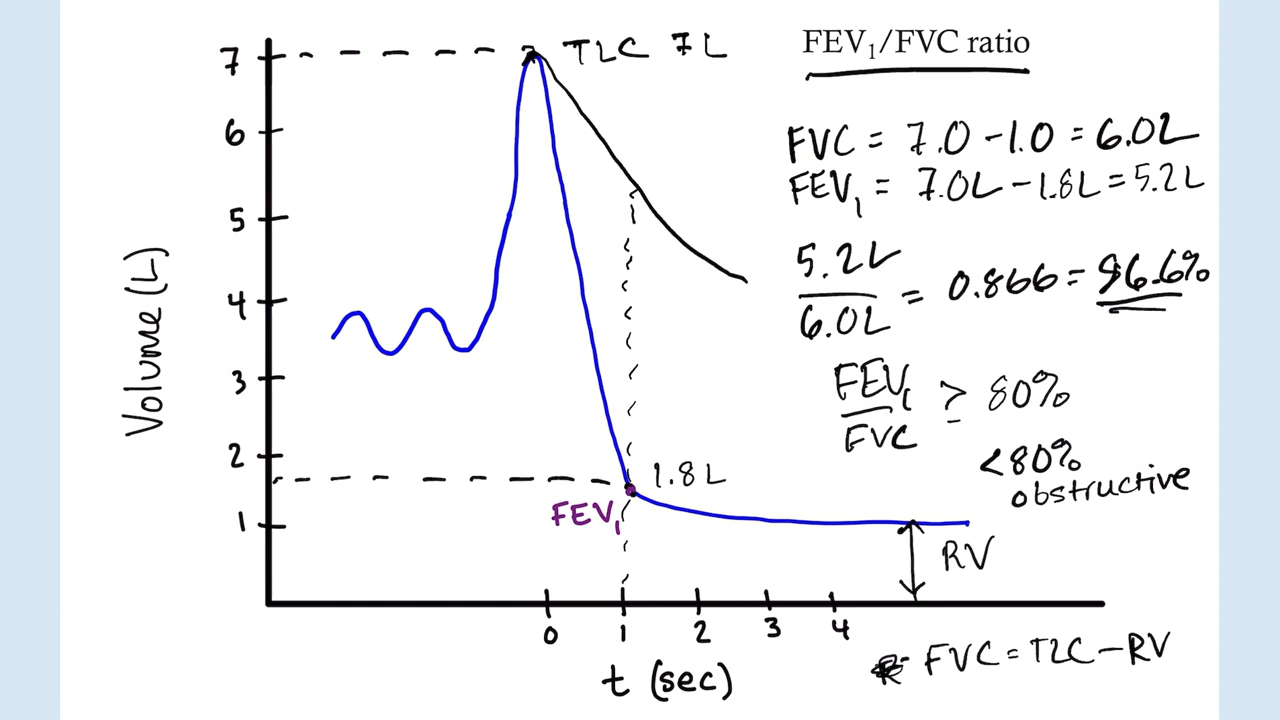 FEV₁/FVC ratio
TLC 7L
FVC = 7.0 - 1.0 = 6.0L
FEV₁ = 7.0L - 1.8L = 5.2L
5.2L
6.0L
= 0.866 = 86.6%
FEV₁
FVC
≥ 80%
<80%
obstructive
Volume (L)
7
6
5
4
3
2
1
1.8L
FEV₁
RV
0 1 2 3 4
t (sec)
FVC = TLC - RV